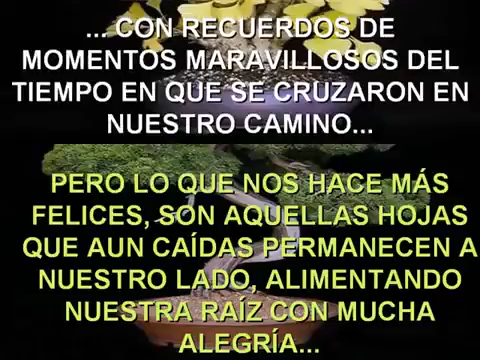 ... CON RECUERDOS DE
MOMENTOS MARAVILLOSOS DEL
TIEMPO EN QUE SE CRUZARON EN
NUESTRO CAMINO...
PERO LO QUE NOS HACE MÁS
FELICES, SON AQUELLAS HOJAS
QUE AUN CAÍDAS PERMANECEN A
NUESTRO LADO, ALIMENTANDO
NUESTRA RAÍZ CON MUCHA
ALEGRÍA...